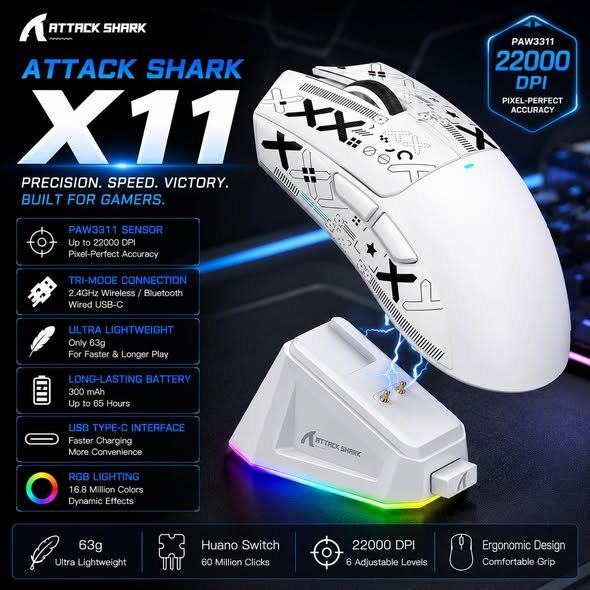 ATTACK SHARK
ATTACK SHARK
X11
PRECISION. SPEED. VICTORY.
BUILT FOR GAMERS.
PAW3311
22000
DPI
PIXEL-PERFECT
ACCURACY
PAW3311 SENSOR
Up to 22000 DPI
Pixel-Perfect Accuracy
TRI-MODE CONNECTION
2.4GHz Wireless / Bluetooth
Wired USB-C
ULTRA LIGHTWEIGHT
Only 63g
For Faster & Longer Play
LONG-LASTING BATTERY
300 mAh
Up to 65 Hours
USB TYPE-C INTERFACE
Faster Charging
More Convenience
RGB LIGHTING
16.8 Million Colors
Dynamic Effects
ATTACK SHARK
63g
Ultra Lightweight
Huano Switch
60 Million Clicks
22000 DPI
6 Adjustable Levels
Ergonomic Design
Comfortable Grip